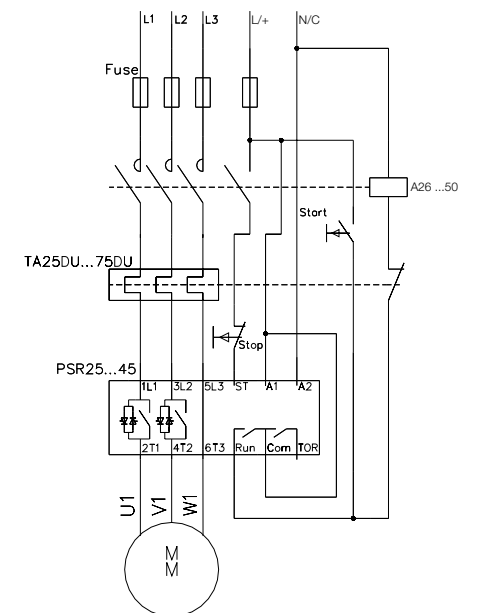 L1 L2 L3 L/+ N/C
Fuse
A26 ...50
Start
TA25DU...75DU
Stop
PSR25...45
1L1 3L2 5L3 ST A1 A2
2T1 4T2 6T3 Run Com TOR
U1 V1 W1
M
M